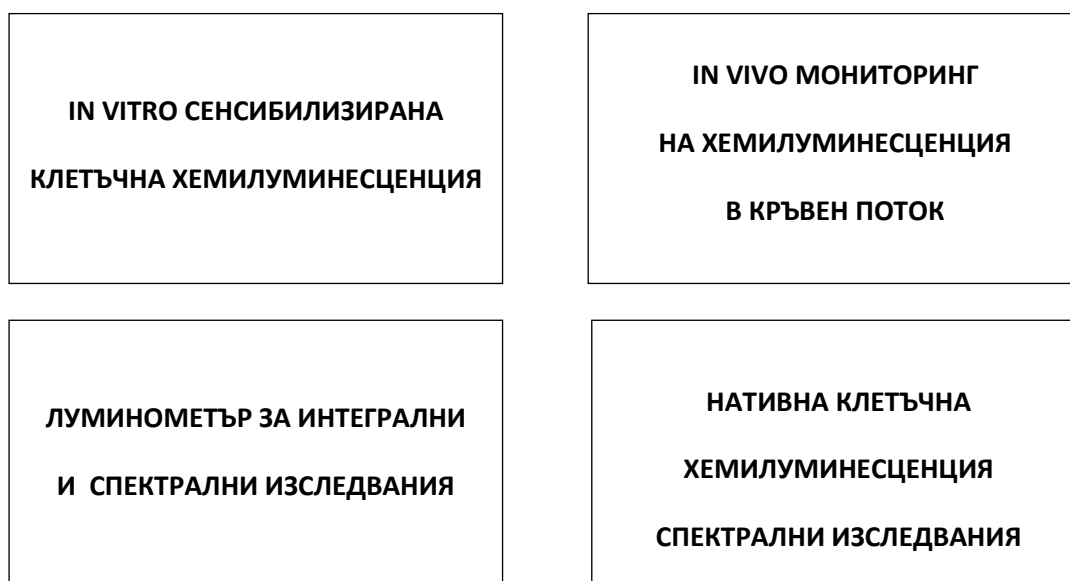 IN VITRO СЕНСИБИЛИЗИРАНА
КЛЕТЪЧНА ХЕМИЛУМИНЕСЦЕНЦИЯ
IN VIVO МОНИТОРИНГ
НА ХЕМИЛУМИНЕСЦЕНЦИЯ
В КРЪВЕН ПОТОК
ЛУМИНОМЕТЪР ЗА ИНТЕГРАЛНИ
И СПЕКТРАЛНИ ИЗСЛЕДВАНИЯ
НАТИВНА КЛЕТЪЧНА
ХЕМИЛУМИНЕСЦЕНЦИЯ
СПЕКТРАЛНИ ИЗСЛЕДВАНИЯ